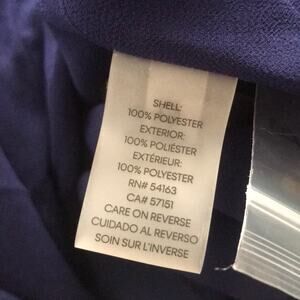 SHELL:
100% POLYESTER
EXTERIOR:
100% POLIÉSTER
EXTÉRIEUR:
100% POLYESTER
RN# 54163
CA# 57151
CARE ON REVERSE
CUIDADO AL REVERSO
SOIN SUR L'INVERSE